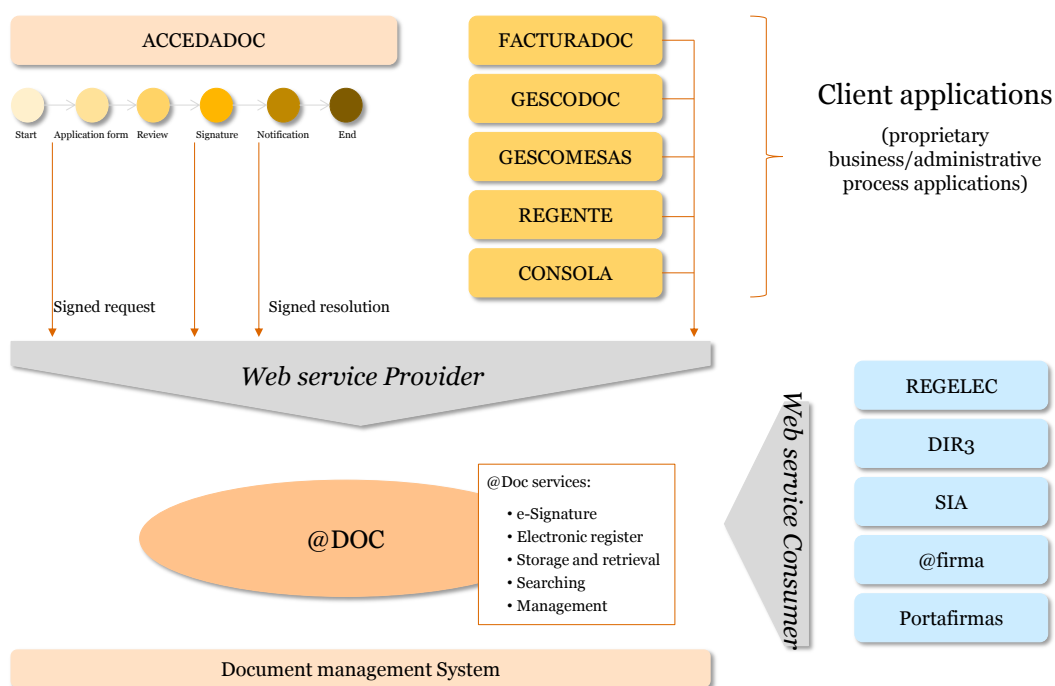 ACCEDADOC
Start
Application form
Review
Signature
Notification
End
Signed request
Signed resolution
FACTURADOC
GESCODOC
GESCOMESAS
REGENTE
CONSOLA
Client applications
(proprietary
business/administrative
process applications)
Web service Provider
@DOC
@Doc services:
• e-Signature
• Electronic register
• Storage and retrieval
• Searching
• Management
Web service Consumer
REGELEC
DIR3
SIA
@firma
Portafirmas
Document management System